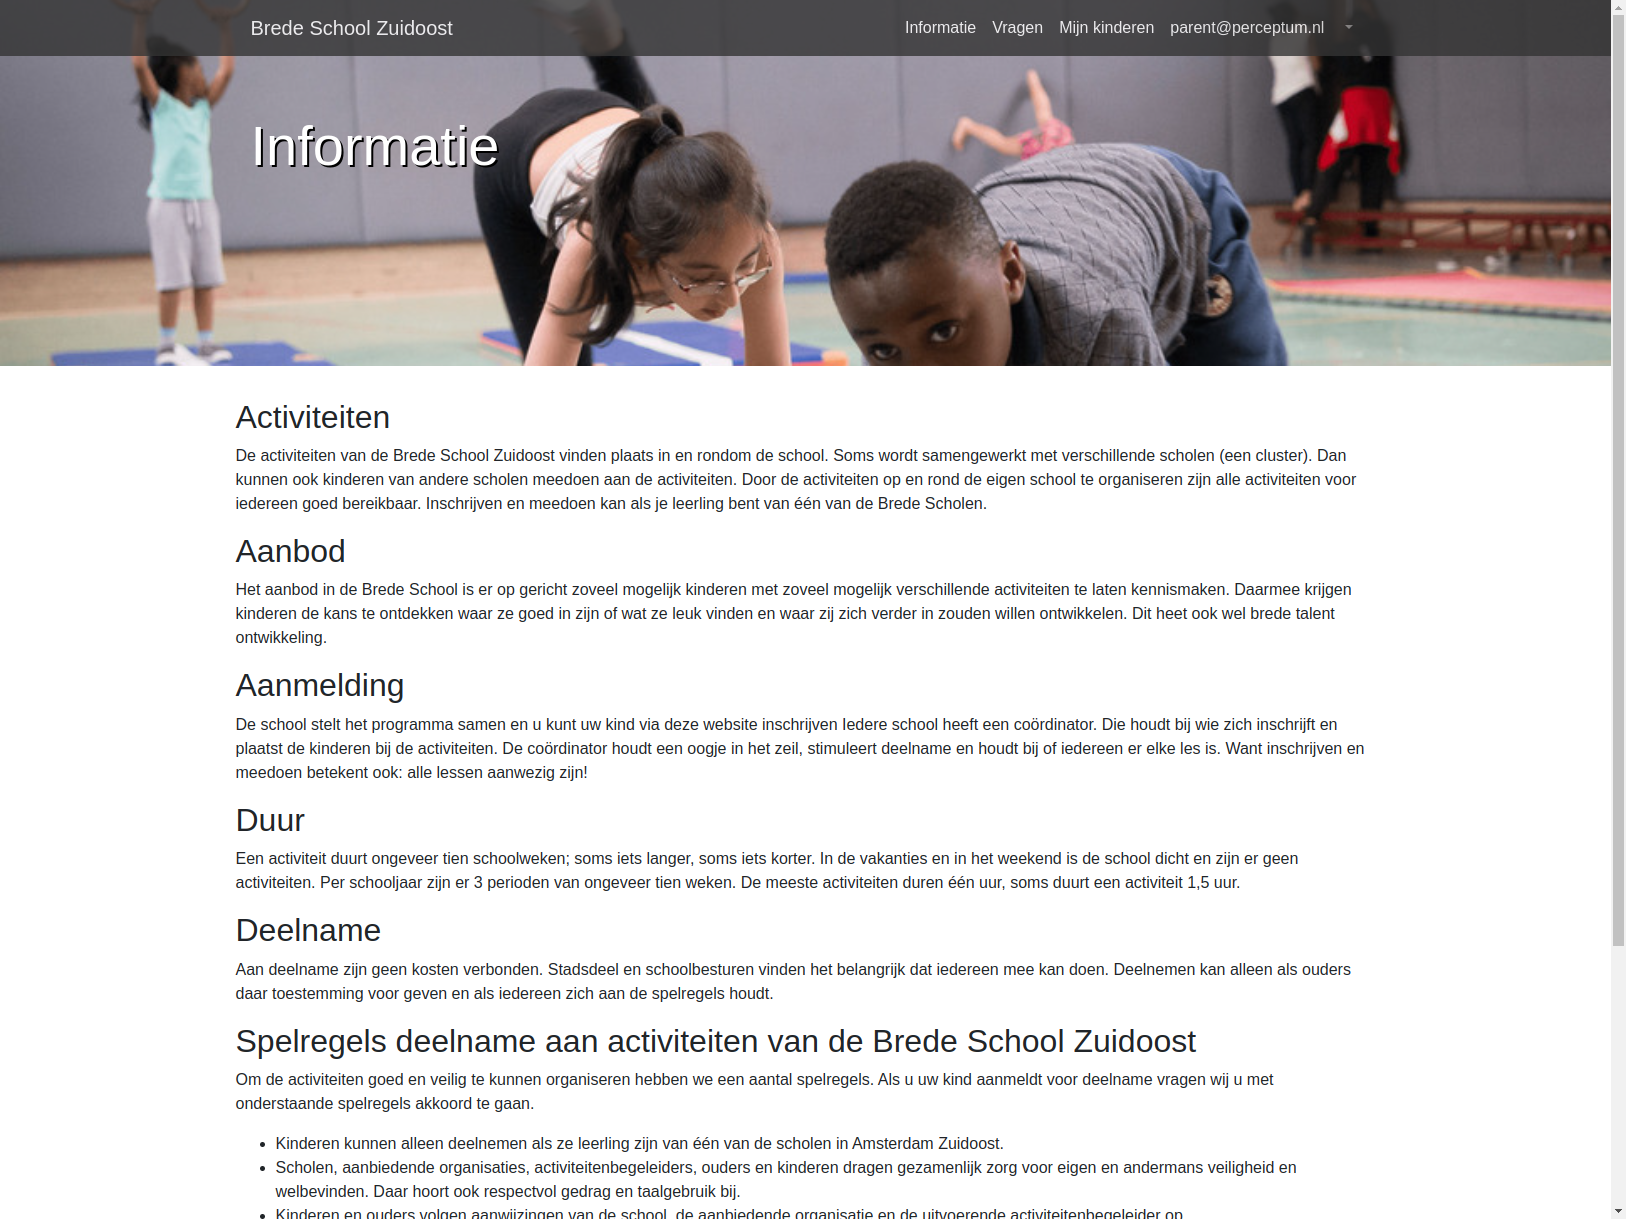 Brede School Zuidoost
Informatie Vragen Mijn kinderen parent@perceptum.nl
Informatie
Activiteiten
De activiteiten van de Brede School Zuidoost vinden plaats in en rondom de school. Soms wordt samengewerkt met verschillende scholen (een cluster). Dan
kunnen ook kinderen van andere scholen meedoen aan de activiteiten. Door de activiteiten op en rond de eigen school te organiseren zijn alle activiteiten voor
iedereen goed bereikbaar. Inschrijven en meedoen kan als je leerling bent van één van de Brede Scholen.
Aanbod
Het aanbod in de Brede School is er op gericht zoveel mogelijk kinderen met zoveel mogelijk verschillende activiteiten te laten kennismaken. Daarmee krijgen
kinderen de kans te ontdekken waar ze goed in zijn of wat ze leuk vinden en waar zij zich verder in zouden willen ontwikkelen. Dit heet ook wel brede talent
ontwikkeling.
Aanmelding
De school stelt het programma samen en u kunt uw kind via deze website inschrijven Iedere school heeft een coördinator. Die houdt bij wie zich inschrijft en
plaatst de kinderen bij de activiteiten. De coördinator houdt een oogje in het zeil, stimuleert deelname en houdt bij of iedereen er elke les is. Want inschrijven en
meedoen betekent ook: alle lessen aanwezig zijn!
Duur
Een activiteit duurt ongeveer tien schoolweken; soms iets langer, soms iets korter. In de vakanties en in het weekend is de school dicht en zijn er geen
activiteiten. Per schooljaar zijn er 3 perioden van ongeveer tien weken. De meeste activiteiten duren één uur, soms duurt een activiteit 1,5 uur.
Deelname
Aan deelname zijn geen kosten verbonden. Stadsdeel en schoolbesturen vinden het belangrijk dat iedereen mee kan doen. Deelnemen kan alleen als ouders
daar toestemming voor geven en als iedereen zich aan de spelregels houdt.
Spelregels deelname aan activiteiten van de Brede School Zuidoost
Om de activiteiten goed en veilig te kunnen organiseren hebben we een aantal spelregels. Als u uw kind aanmeldt voor deelname vragen wij u met
onderstaande spelregels akkoord te gaan.
Kinderen kunnen alleen deelnemen als ze leerling zijn van één van de scholen in Amsterdam Zuidoost.
Scholen, aanbiedende organisaties, activiteitenbegeleiders, ouders en kinderen dragen gezamenlijk zorg voor eigen en andermans veiligheid en
welbevinden. Daar hoort ook respectvol gedrag en taalgebruik bij.
Kinderen en ouders volgen aanwijzingen van de school, de aanbiedende organisatie en de uitvoerende activiteitenbegeleider op.